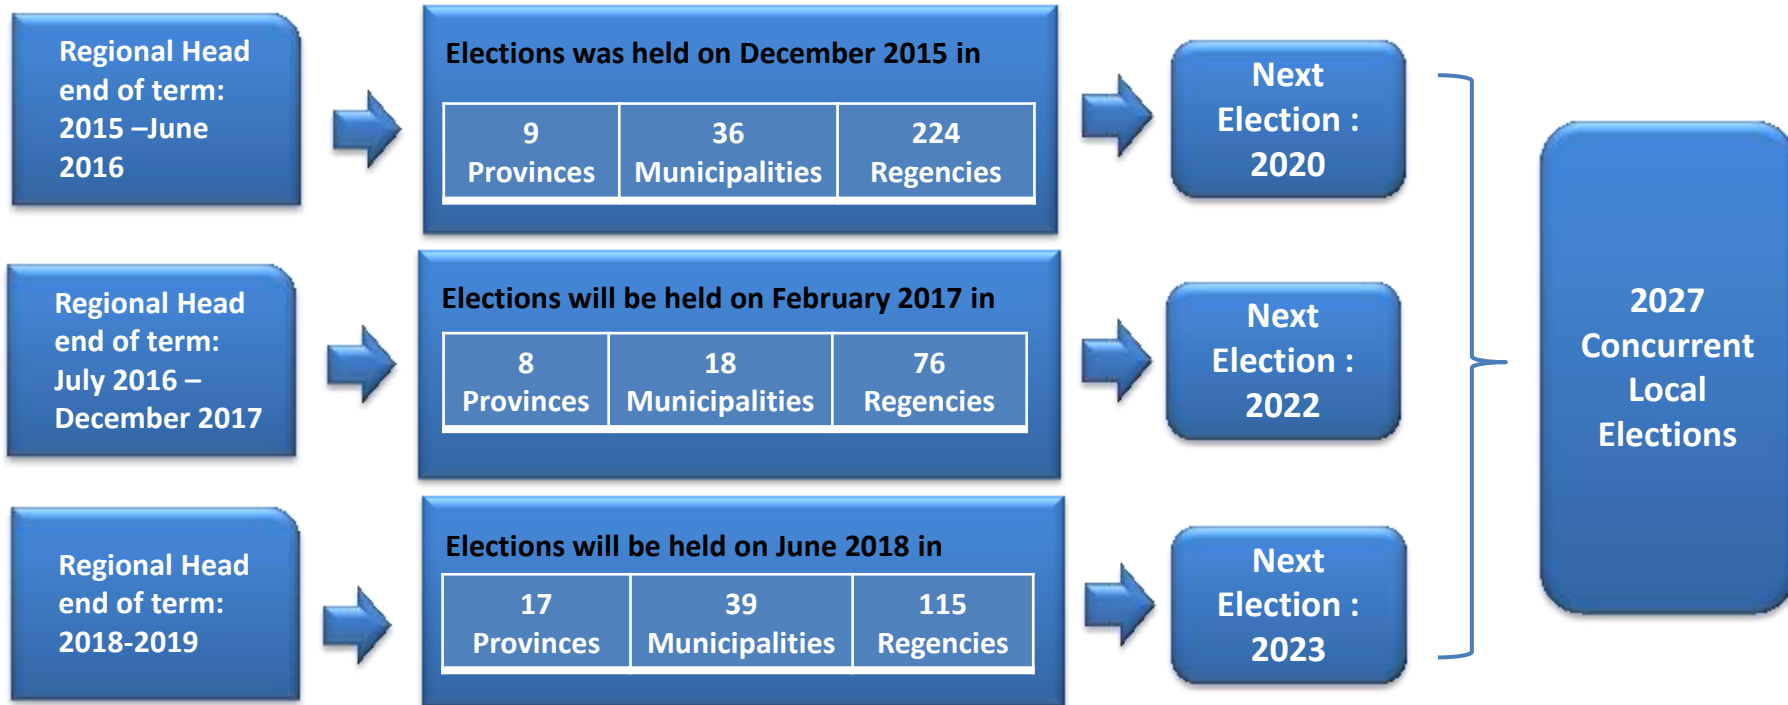 Regional Head
end of term:
2015 –June
2016
Elections was held on December 2015 in
9
Provinces
36
Municipalities
224
Regencies
Next
Election :
2020
Regional Head
end of term:
July 2016 –
December 2017
Elections will be held on February 2017 in
8
Provinces
18
Municipalities
76
Regencies
Next
Election :
2022
Regional Head
end of term:
2018-2019
Elections will be held on June 2018 in
17
Provinces
39
Municipalities
115
Regencies
Next
Election :
2023
2027
Concurrent
Local
Elections